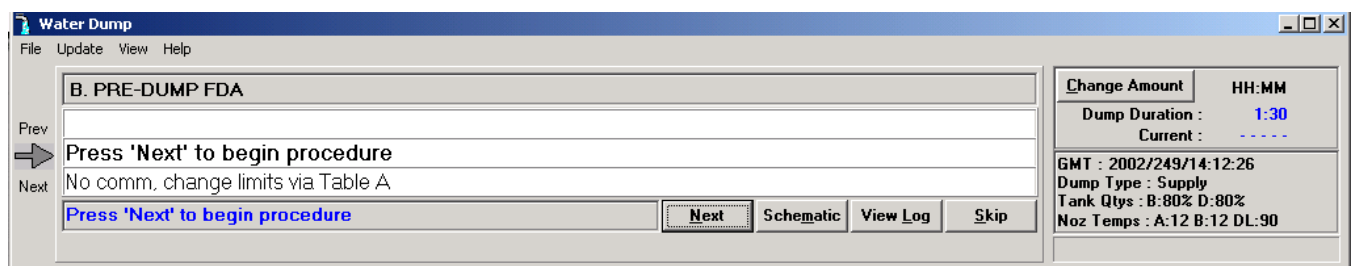 Water Dump
File Update View Help
B. PRE-DUMP FDA
Prev
Press 'Next' to begin procedure
Next
No comm, change limits via Table A
Press 'Next' to begin procedure
Next
Schematic
View Log
Skip
Change Amount HH:MM
Dump Duration : 1:30
Current : - - - - -
GMT : 2002/249/14:12:26
Dump Type : Supply
Tank Qtys : B:80% D:80%
Noz Temps : A:12 B:12 DL:90